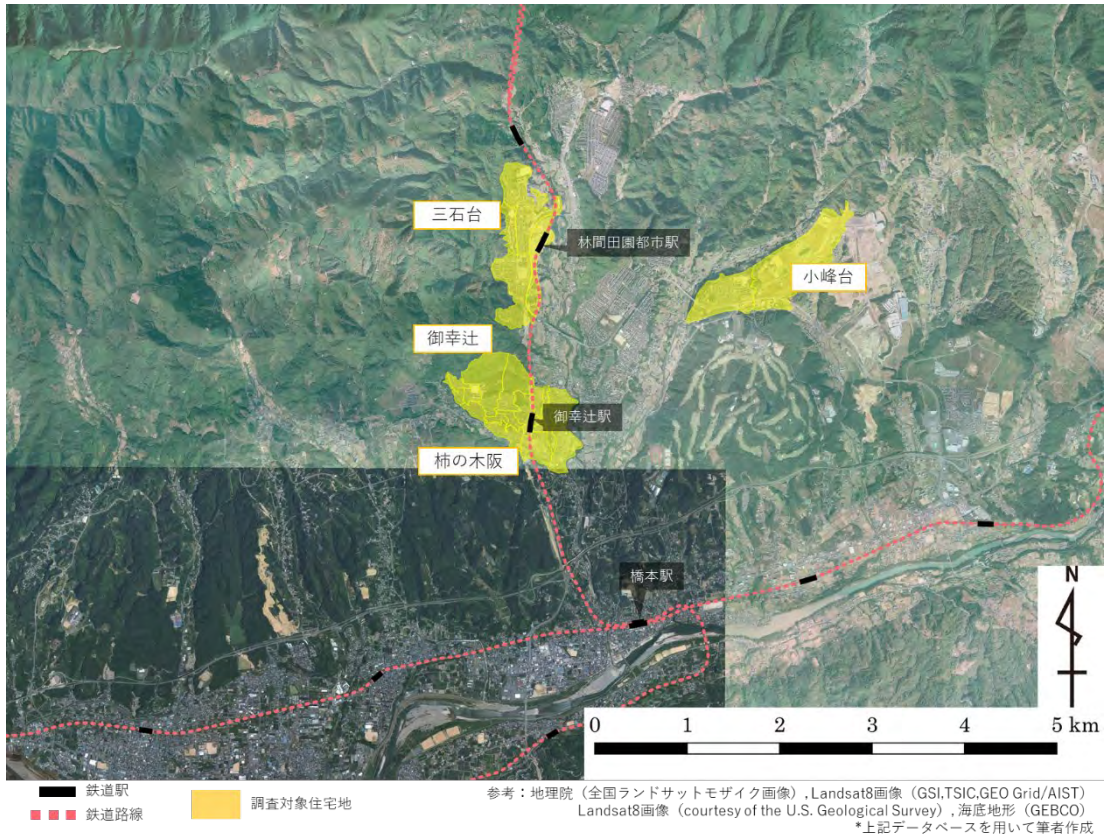 三石台
林間田園都市駅
小峰台
御幸辻
御幸辻駅
柿の木阪
橋本駅
N
0 1 2 3 4 5 km
鉄道駅
鉄道路線
調査対象住宅地
参考：地理院（全国ランドサットモザイク画像）,Landsat8画像（GSI,TSIC,GEO Grid/AIST）
Landsat8画像（courtesy of the U.S. Geological Survey）,海底地形（GEBCO）
*上記データベースを用いて筆者作成